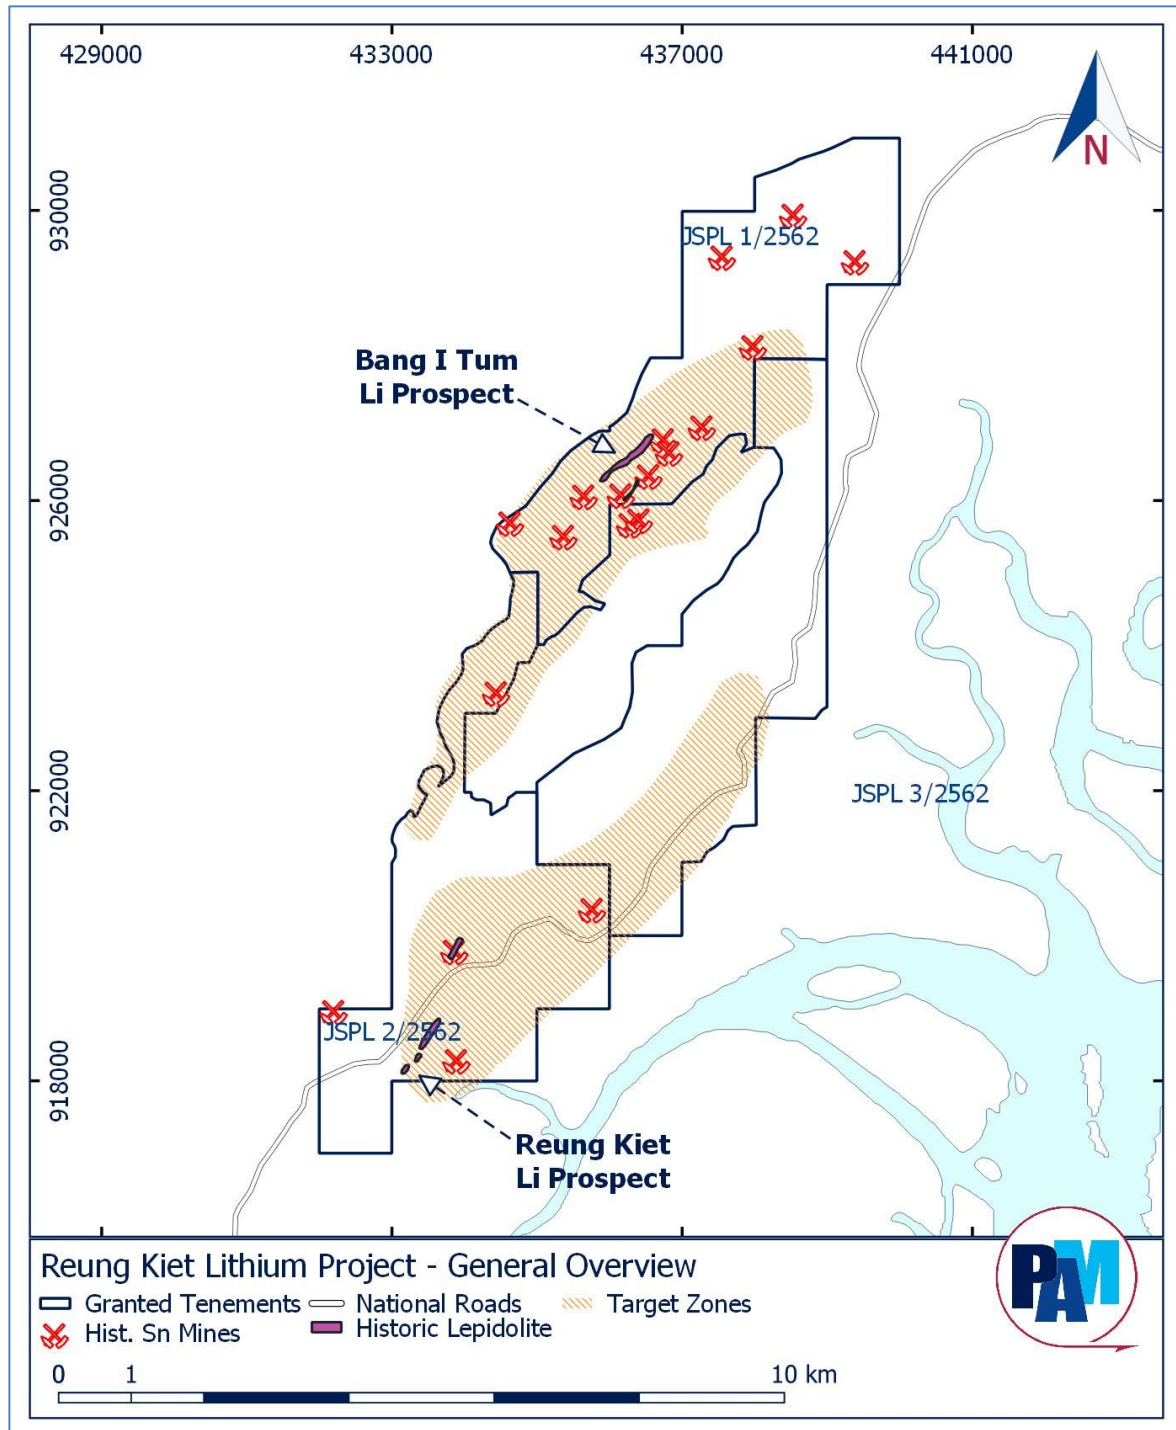 429000 433000 437000 441000
N
930000
JSPL 1/2562
Bang I Tum
Li Prospect
926000
922000
JSPL 3/2562
JSPL 2/2562
918000
Reung Kiet
Li Prospect
Reung Kiet Lithium Project - General Overview
Granted Tenements National Roads Target Zones
Hist. Sn Mines Historic Lepidolite
PAM
0 1 10 km